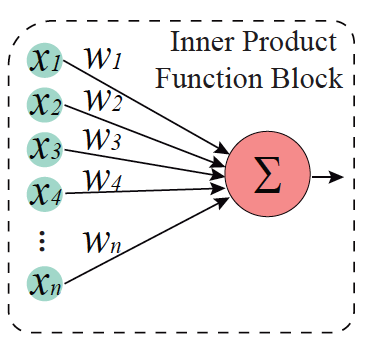 Inner Product
Function Block
x1 w1
x2 w2
x3 w3
x4 w4
⋮ wn
xn
Σ